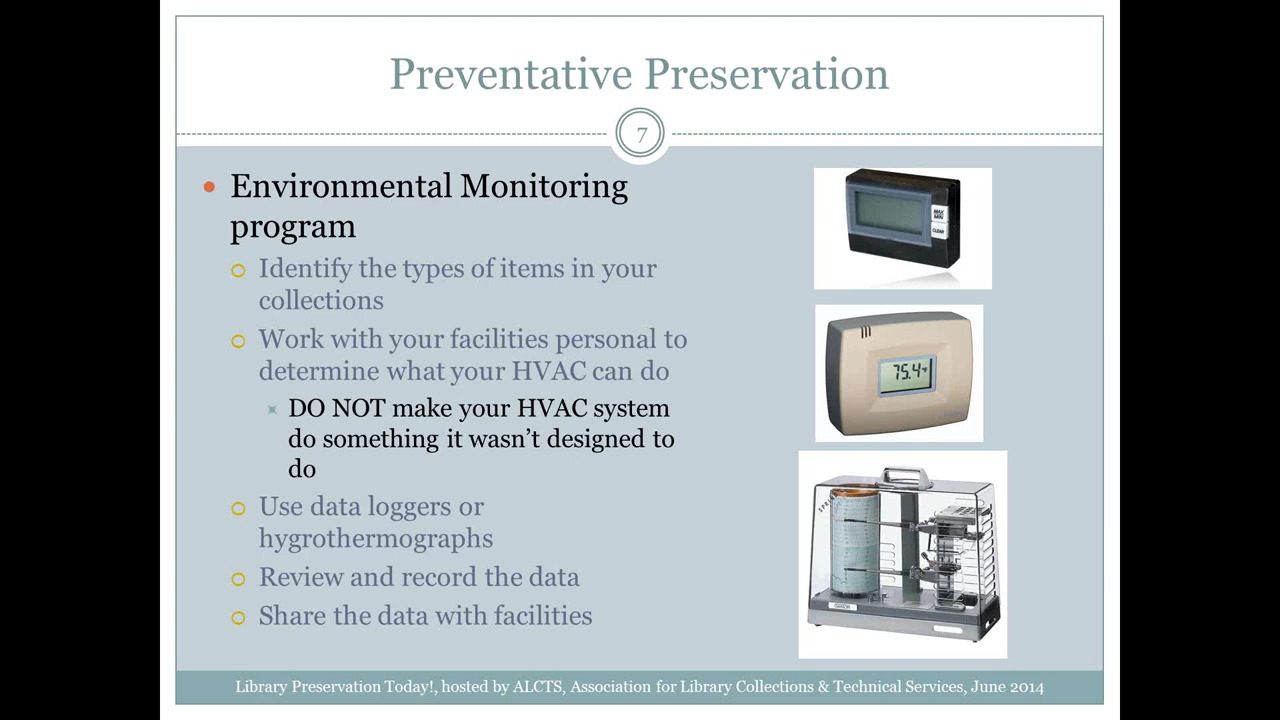 Preventative Preservation
7
Environmental Monitoring
program
Identify the types of items in your
collections
Work with your facilities personal to
determine what your HVAC can do
DO NOT make your HVAC system
do something it wasn't designed to
do
Use data loggers or
hygrothermographs
Review and record the data
Share the data with facilities
MAX
MIN
CLEAR
75.4°F
Library Preservation Today!, hosted by ALCTS, Association for Library Collections & Technical Services, June 2014